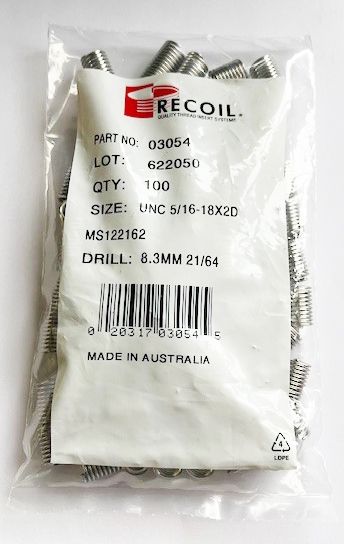 RECOIL
QUALITY THREAD INSERT SYSTEMS
PART NO: 03054
LOT: 622050
QTY: 100
SIZE: UNC 5/16-18X2D
MS122162
DRILL: 8.3MM 21/64
0 20317 03054 5
MADE IN AUSTRALIA
4
LDPE